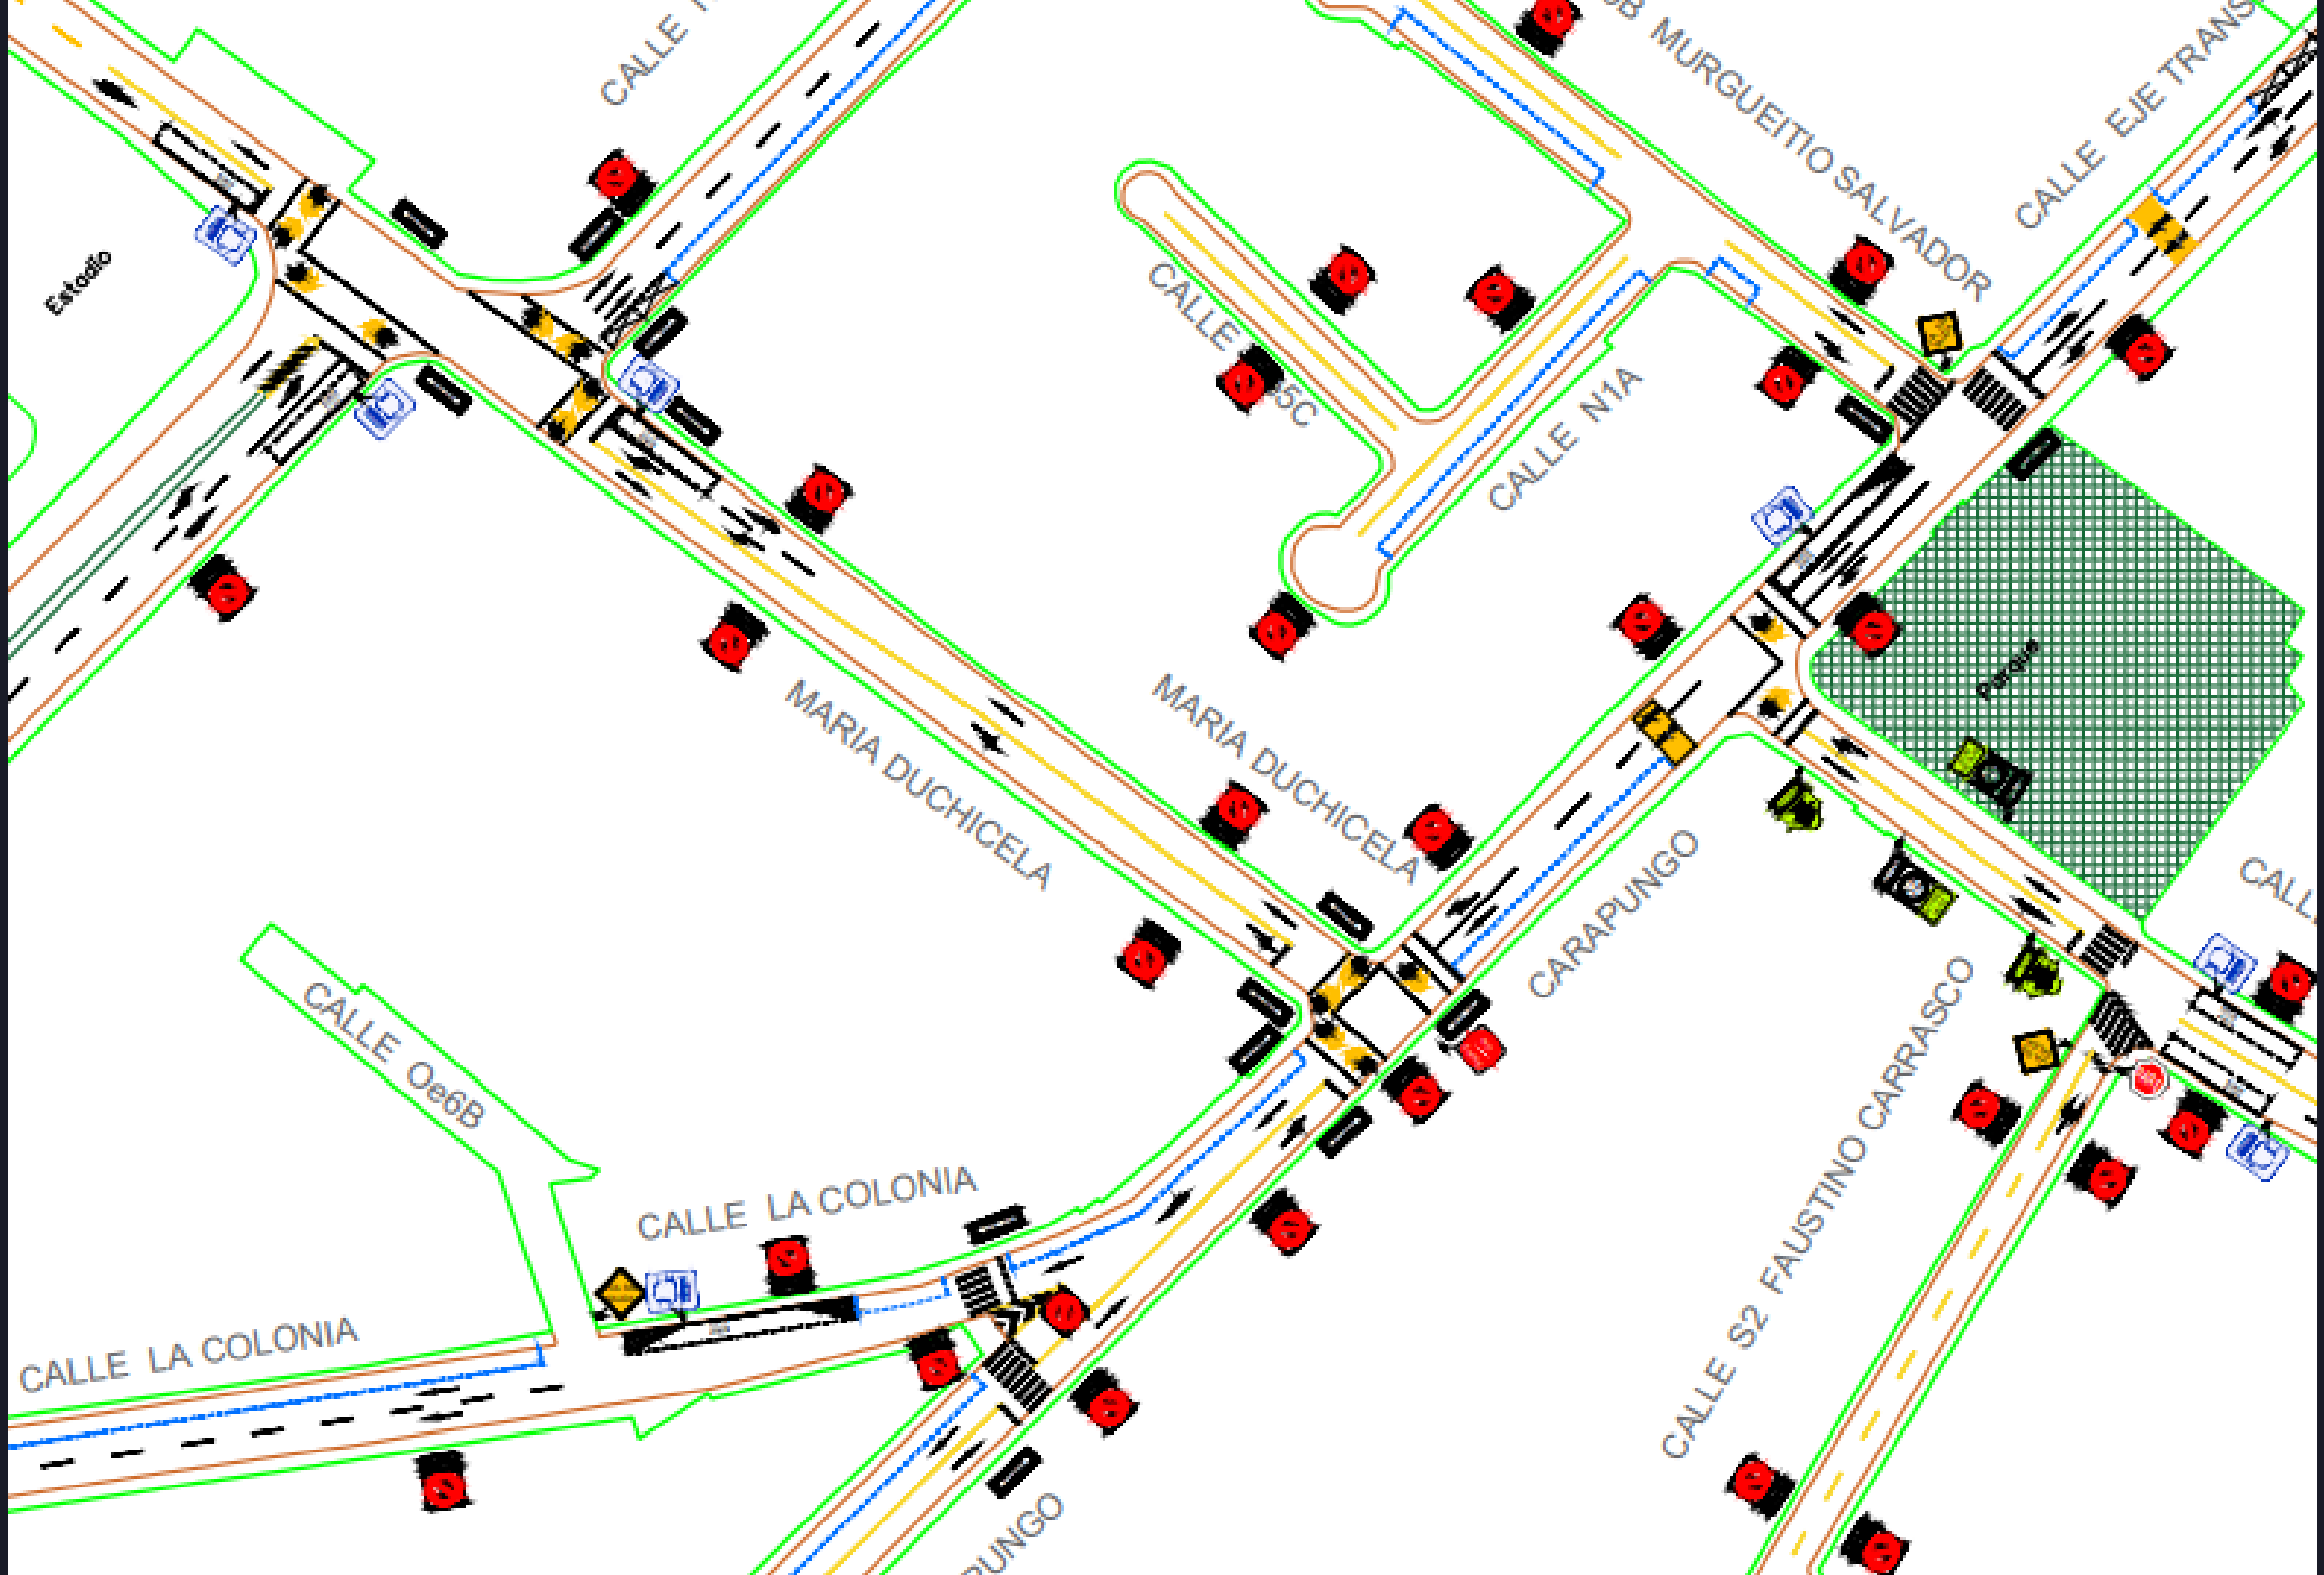 CALLE
B MURGUEITIO SALVADOR
CALLE EJE TRANS
Estadio
CALLE
35C
CALLE N1A
MARIA DUCHICELA
MARIA DUCHICELA
Parque
CARAPUNGO
CALL
CALLE Oe6B
CALLE LA COLONIA
CALLE LA COLONIA
CALLE S2 FAUSTINO CARRASCO
PUNGO